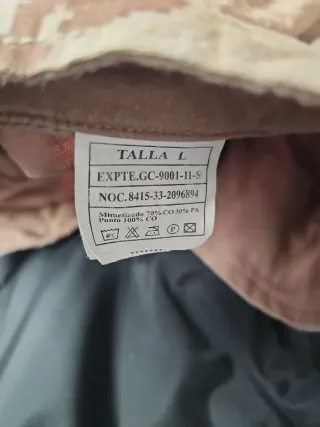 TALLA L
EXPTE.GC-9001-11-S
NOC.8415-33-2096894
Mimetizado 70% CO 30% PA
Punto 100% CO